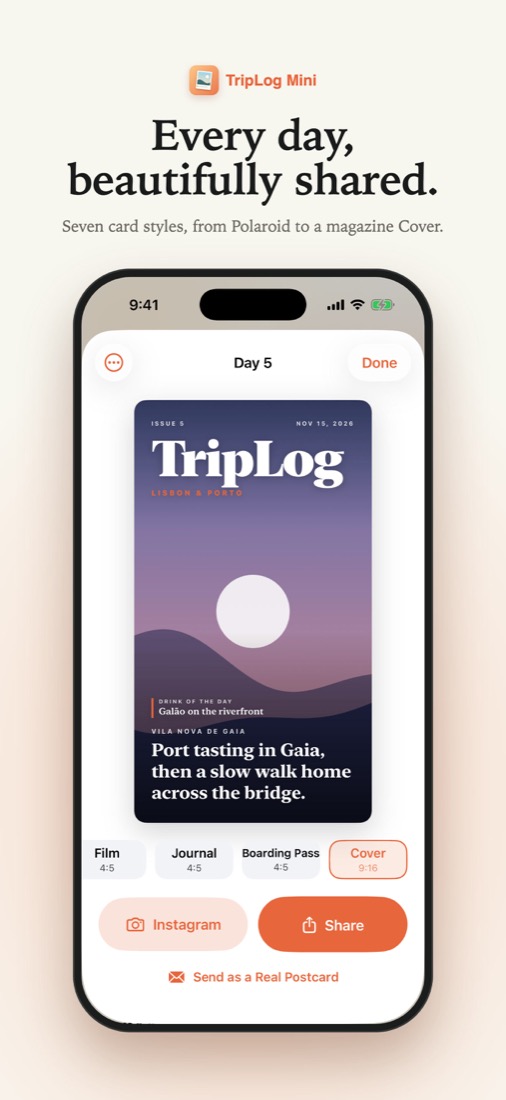 TripLog Mini
Every day,
beautifully shared.
Seven card styles, from Polaroid to a magazine Cover.
9:41
Day 5
Done
ISSUE 5
NOV 15, 2026
TripLog
LISBON & PORTO
DRINK OF THE DAY
Galão on the riverfront
VILA NOVA DE GAIA
Port tasting in Gaia,
then a slow walk home
across the bridge.
Film
4:5
Journal
4:5
Boarding Pass
4:5
Cover
9:16
Instagram
Share
Send as a Real Postcard